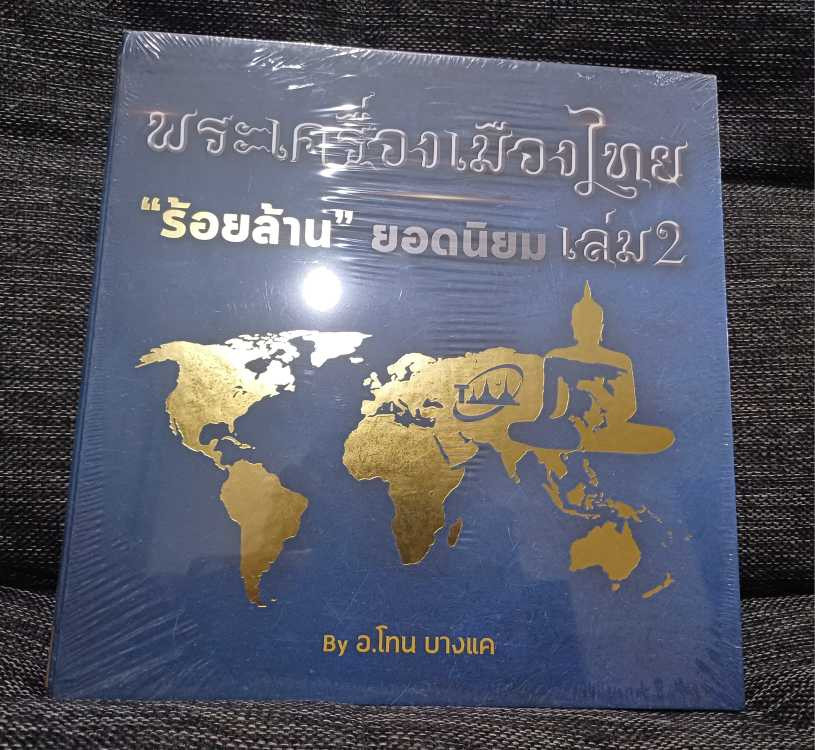 พระเครื่องเมืองไทย
“ร้อยล้าน” ยอดนิยม เล่ม2
By อ.โทน บางแค